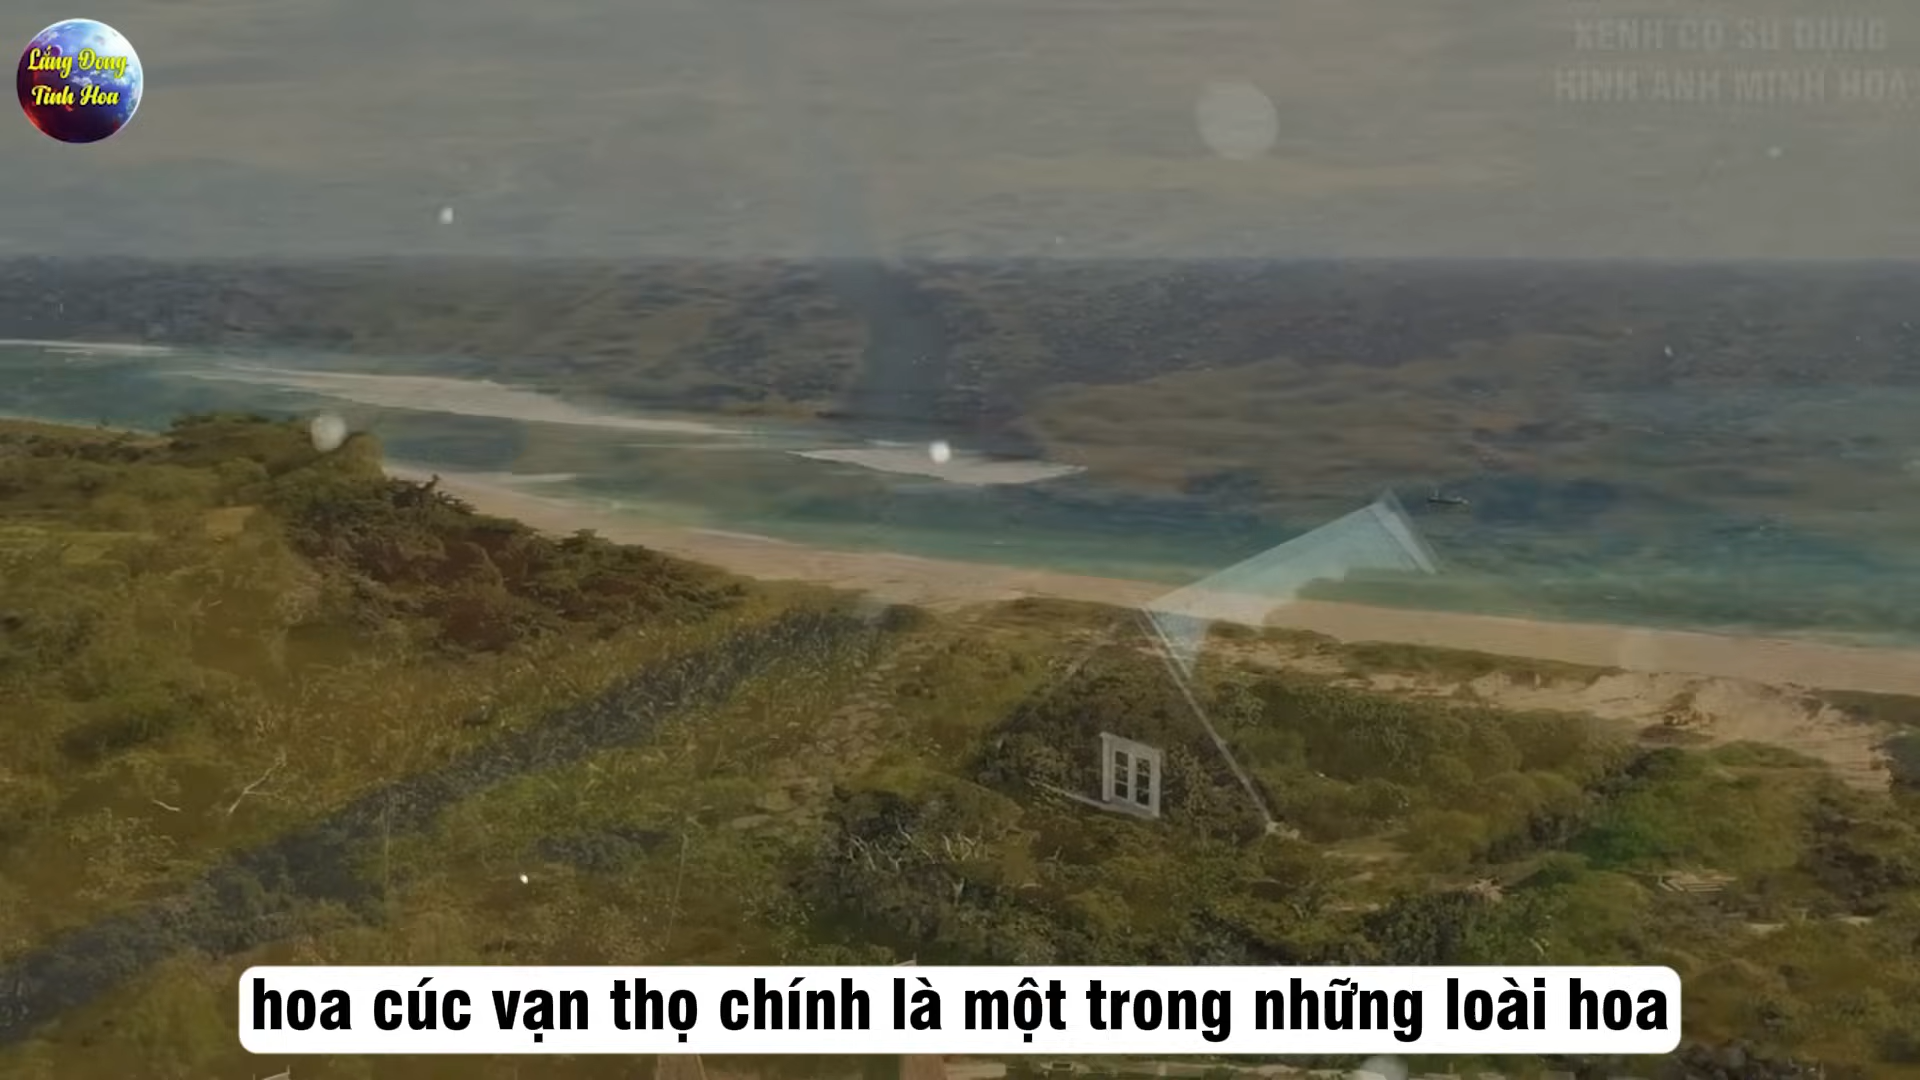 Lắng Đọng
Tinh Hoa
KÊNH CÓ SỬ DỤNG
HÌNH ẢNH MINH HOẠ
hoa cúc vạn thọ chính là một trong những loài hoa